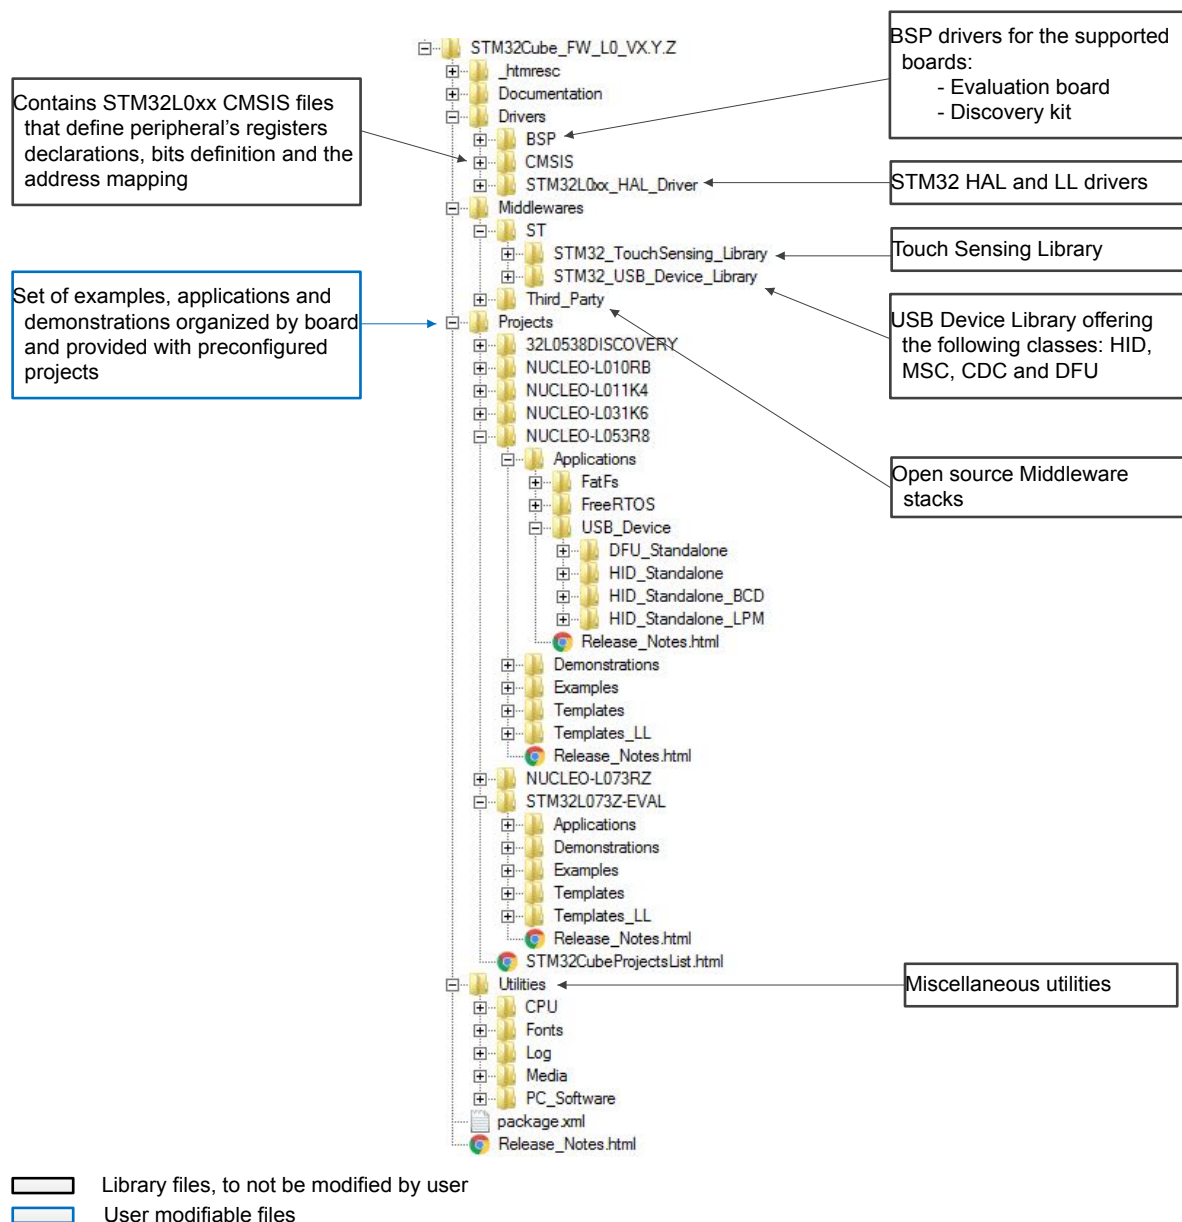 STM32Cube_FW_L0_VX.Y.Z
_htmresc
Documentation
Drivers
BSP
CMSIS
STM32L0xx_HAL_Driver
Middlewares
ST
STM32_TouchSensing_Library
STM32_USB_Device_Library
Third_Party
Projects
32L0538DISCOVERY
NUCLEO-L010RB
NUCLEO-L011K4
NUCLEO-L031K6
NUCLEO-L053R8
Applications
FatFs
FreeRTOS
USB_Device
DFU_Standalone
HID_Standalone
HID_Standalone_BCD
HID_Standalone_LPM
Release_Notes.html
Demonstrations
Examples
Templates
Templates_LL
Release_Notes.html
NUCLEO-L073RZ
STM32L073Z-EVAL
Applications
Demonstrations
Examples
Templates
Templates_LL
Release_Notes.html
STM32CubeProjectsList.html
Utilities
CPU
Fonts
Log
Media
PC_Software
package.xml
Release_Notes.html
Contains STM32L0xx CMSIS files
that define peripheral's registers
declarations, bits definition and the
address mapping
Set of examples, applications and
demonstrations organized by board
and provided with preconfigured
projects
BSP drivers for the supported
boards:
- Evaluation board
- Discovery kit
STM32 HAL and LL drivers
Touch Sensing Library
USB Device Library offering
the following classes: HID,
MSC, CDC and DFU
Open source Middleware
stacks
Miscellaneous utilities
Library files, to not be modified by user
User modifiable files